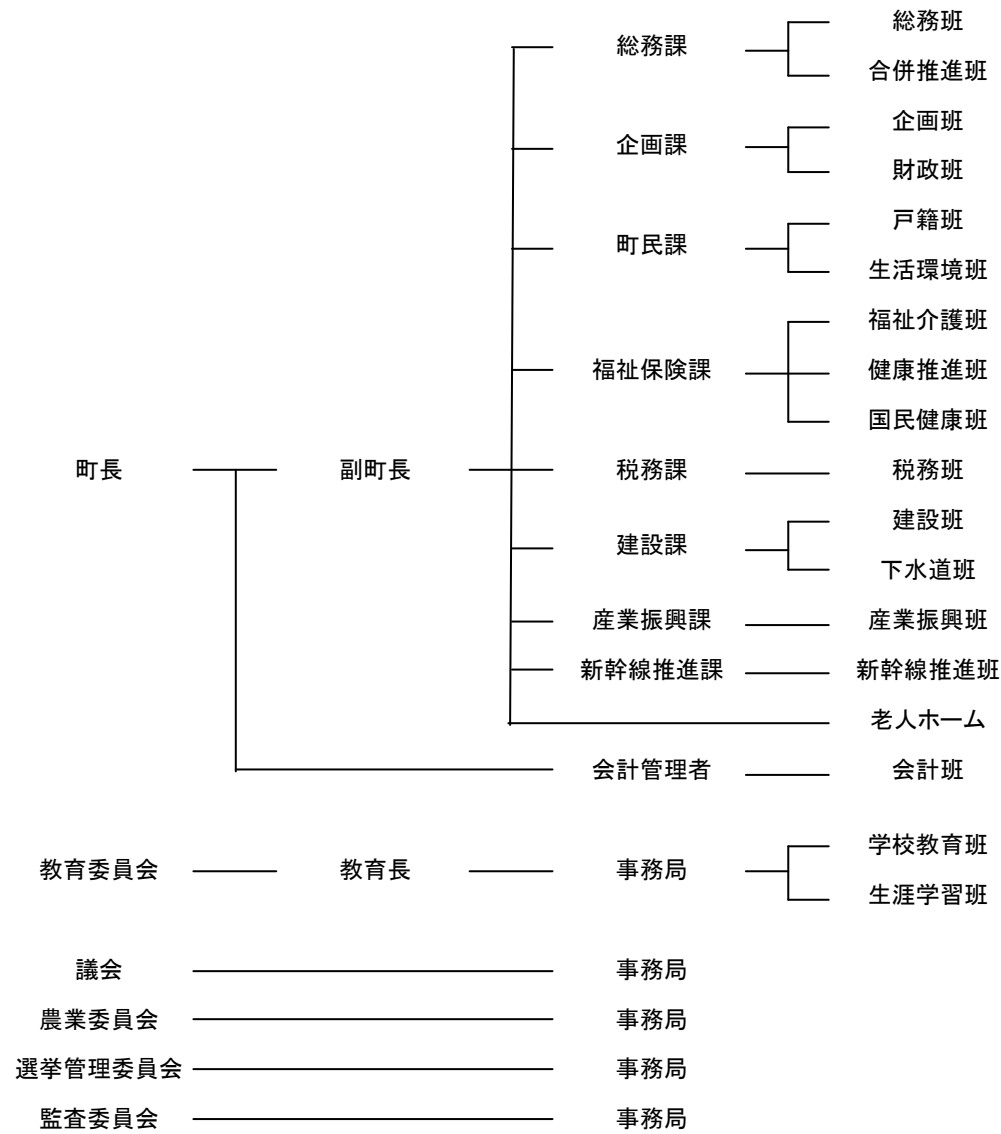 総務班
総務課
合併推進班
企画班
企画課
財政班
戸籍班
町民課
生活環境班
福祉介護班
福祉保険課
健康推進班
国民健康班
町長
副町長
税務課
税務班
建設班
建設課
下水道班
産業振興課
産業振興班
新幹線推進課
新幹線推進班
老人ホーム
会計管理者
会計班
学校教育班
教育委員会
教育長
事務局
生涯学習班
議会
事務局
農業委員会
事務局
選挙管理委員会
事務局
監査委員会
事務局